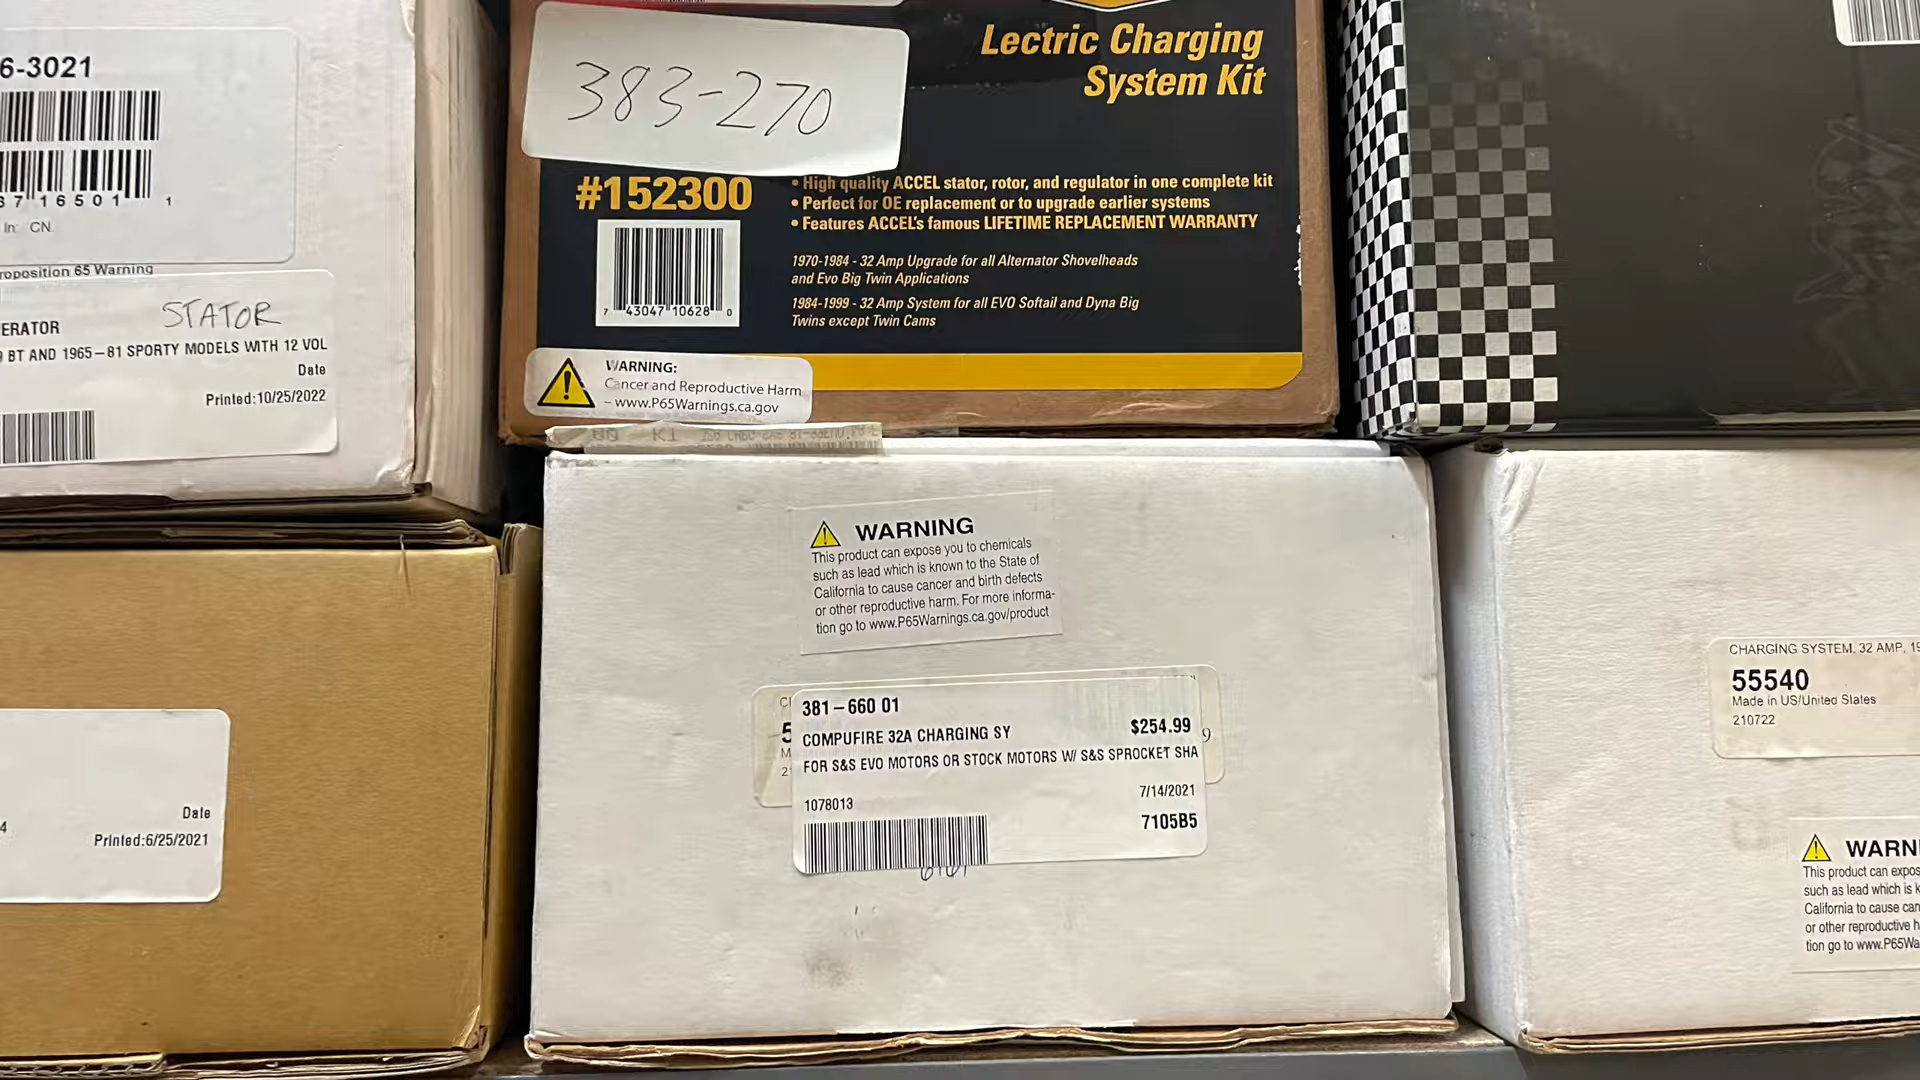 6-3021
16501 1
In: CN.
roposition 65 Warning
STATOR
ERATOR
BT AND 1965-81 SPORTY MODELS WITH 12 VOL
Date
Printed:10/25/2022
Lectric Charging
System Kit
383-270
#152300
• High quality ACCEL stator, rotor, and regulator in one complete kit
• Perfect for OE replacement or to upgrade earlier systems
• Features ACCEL's famous LIFETIME REPLACEMENT WARRANTY
1970-1984 - 32 Amp Upgrade for all Alternator Shovelheads
and Evo Big Twin Applications
1984-1999 - 32 Amp System for all EVO Softail and Dyna Big
Twins except Twin Cams
7 43047 10628 0
WARNING:
Cancer and Reproductive Harm
– www.P65Warnings.ca.gov
4
Date
Printed:6/25/2021
WARNING
This product can expose you to chemicals
such as lead which is known to the State of
California to cause cancer and birth defects
or other reproductive harm. For more informa-
tion go to www.P65Warnings.ca.gov/product
381-660 01
COMPUFIRE 32A CHARGING SY $254.99
FOR S&S EVO MOTORS OR STOCK MOTORS W/ S&S SPROCKET SHA
1078013 7/14/2021
7105B5
CHARGING SYSTEM, 32 AMP, 19
55540
Made in US/United States
210722
WARN
This product can expos
such as lead which is k
California to cause can
or other reproductive h
tion go to www.P65Wa